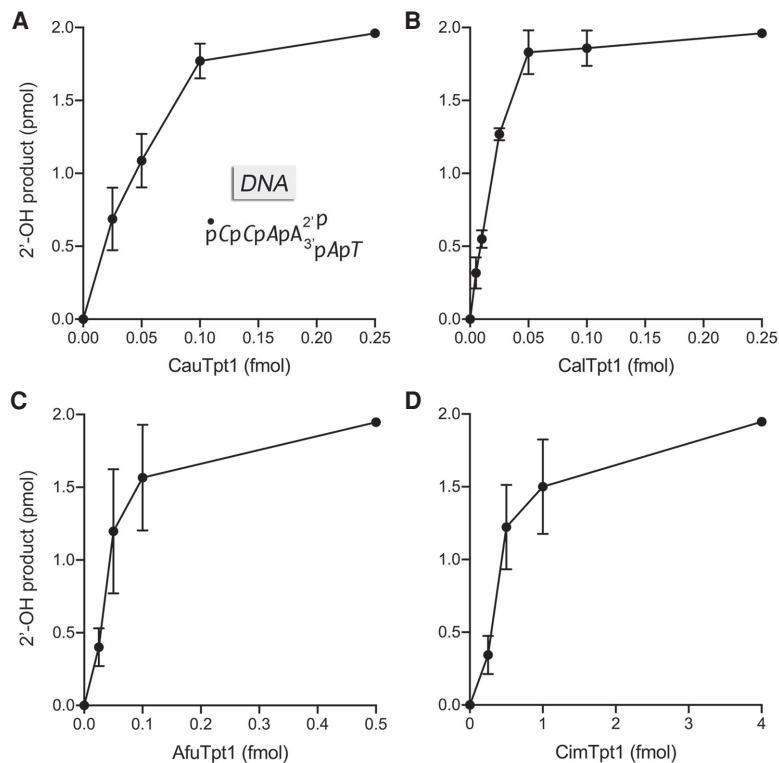 A
2'-OH product (pmol)
2.0
1.5
1.0
0.5
0.0
0.00 0.05 0.10 0.15 0.20 0.25
CauTpt1 (fmol)
DNA
pCpCpApA2'p
3'pApT
B
2.0
1.5
1.0
0.5
0.0
0.00 0.05 0.10 0.15 0.20 0.25
CalTpt1 (fmol)
C
2'-OH product (pmol)
2.0
1.5
1.0
0.5
0.0
0.0 0.1 0.2 0.3 0.4 0.5
AfuTpt1 (fmol)
D
2.0
1.5
1.0
0.5
0.0
0 1 2 3 4
CimTpt1 (fmol)